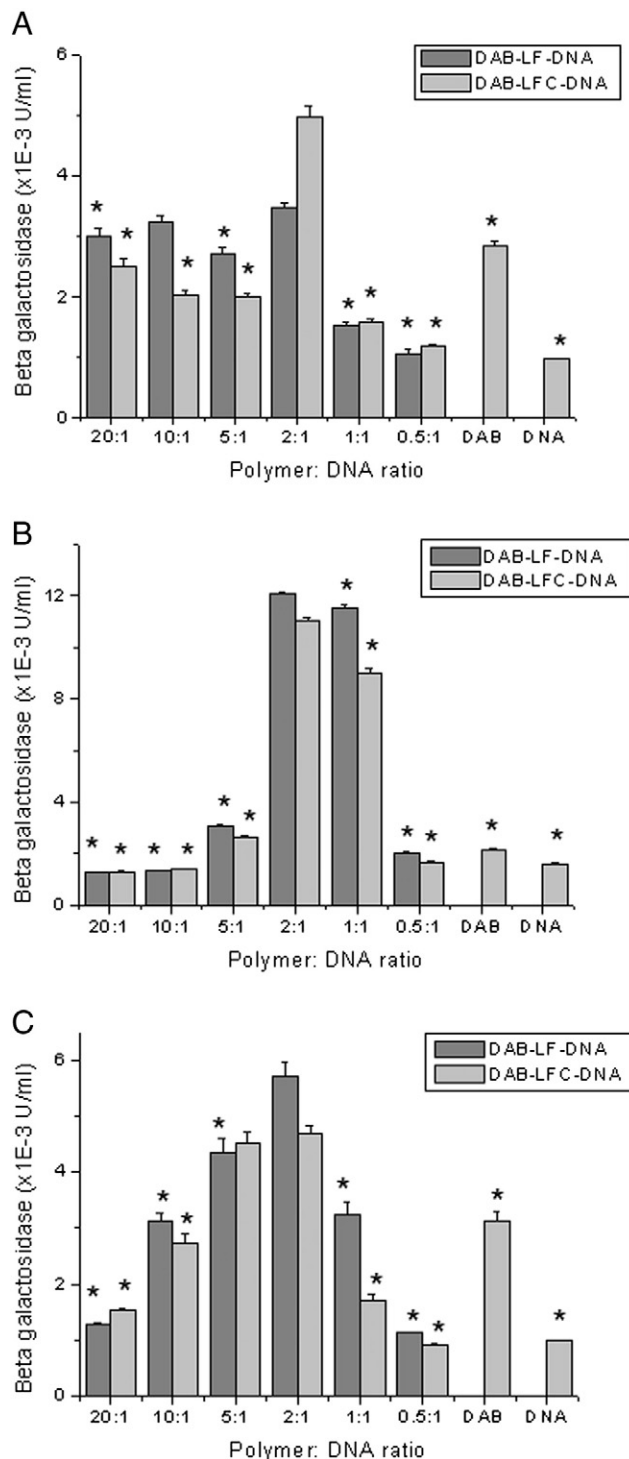 A
6
4
2
0
Beta galactosidase (x1E-3 U/ml)
DAB-LF-DNA
DAB-LFC-DNA
* * * * * * * * * * *
20:1 10:1 5:1 2:1 1:1 0.5:1 DAB DNA
Polymer: DNA ratio
B
12
8
4
0
Beta galactosidase (x1E-3 U/ml)
DAB-LF-DNA
DAB-LFC-DNA
* * * * * * * * * * * *
20:1 10:1 5:1 2:1 1:1 0.5:1 DAB DNA
Polymer: DNA ratio
C
6
4
2
0
Beta galactosidase (x1E-3 U/ml)
DAB-LF-DNA
DAB-LFC-DNA
* * * * * * * * * * *
20:1 10:1 5:1 2:1 1:1 0.5:1 DAB DNA
Polymer: DNA ratio